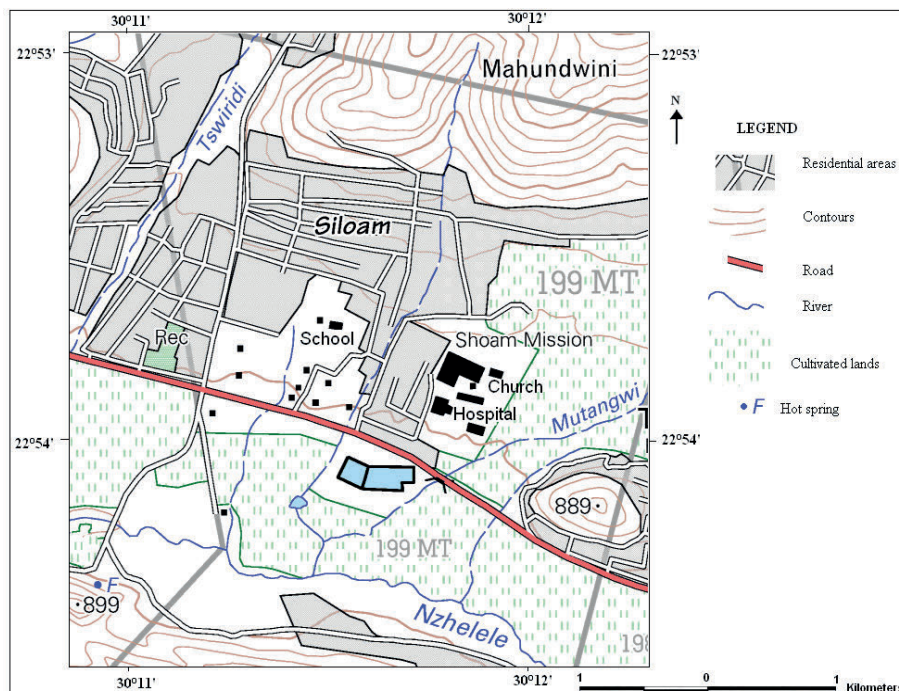 30°11'
30°12'
22°53'
22°53'
Mahundwini
N
Tswiridi
LEGEND
Residential areas
Siloam
Contours
199 MT
Road
River
Rec
School
Shoam Mission
Church
Cultivated lands
Hospital
Mutangwi
F Hot spring
22°54'
22°54'
889
199 MT
F
899
Nzhelele
198
30°11'
30°12'
1 0 1
Kilometers